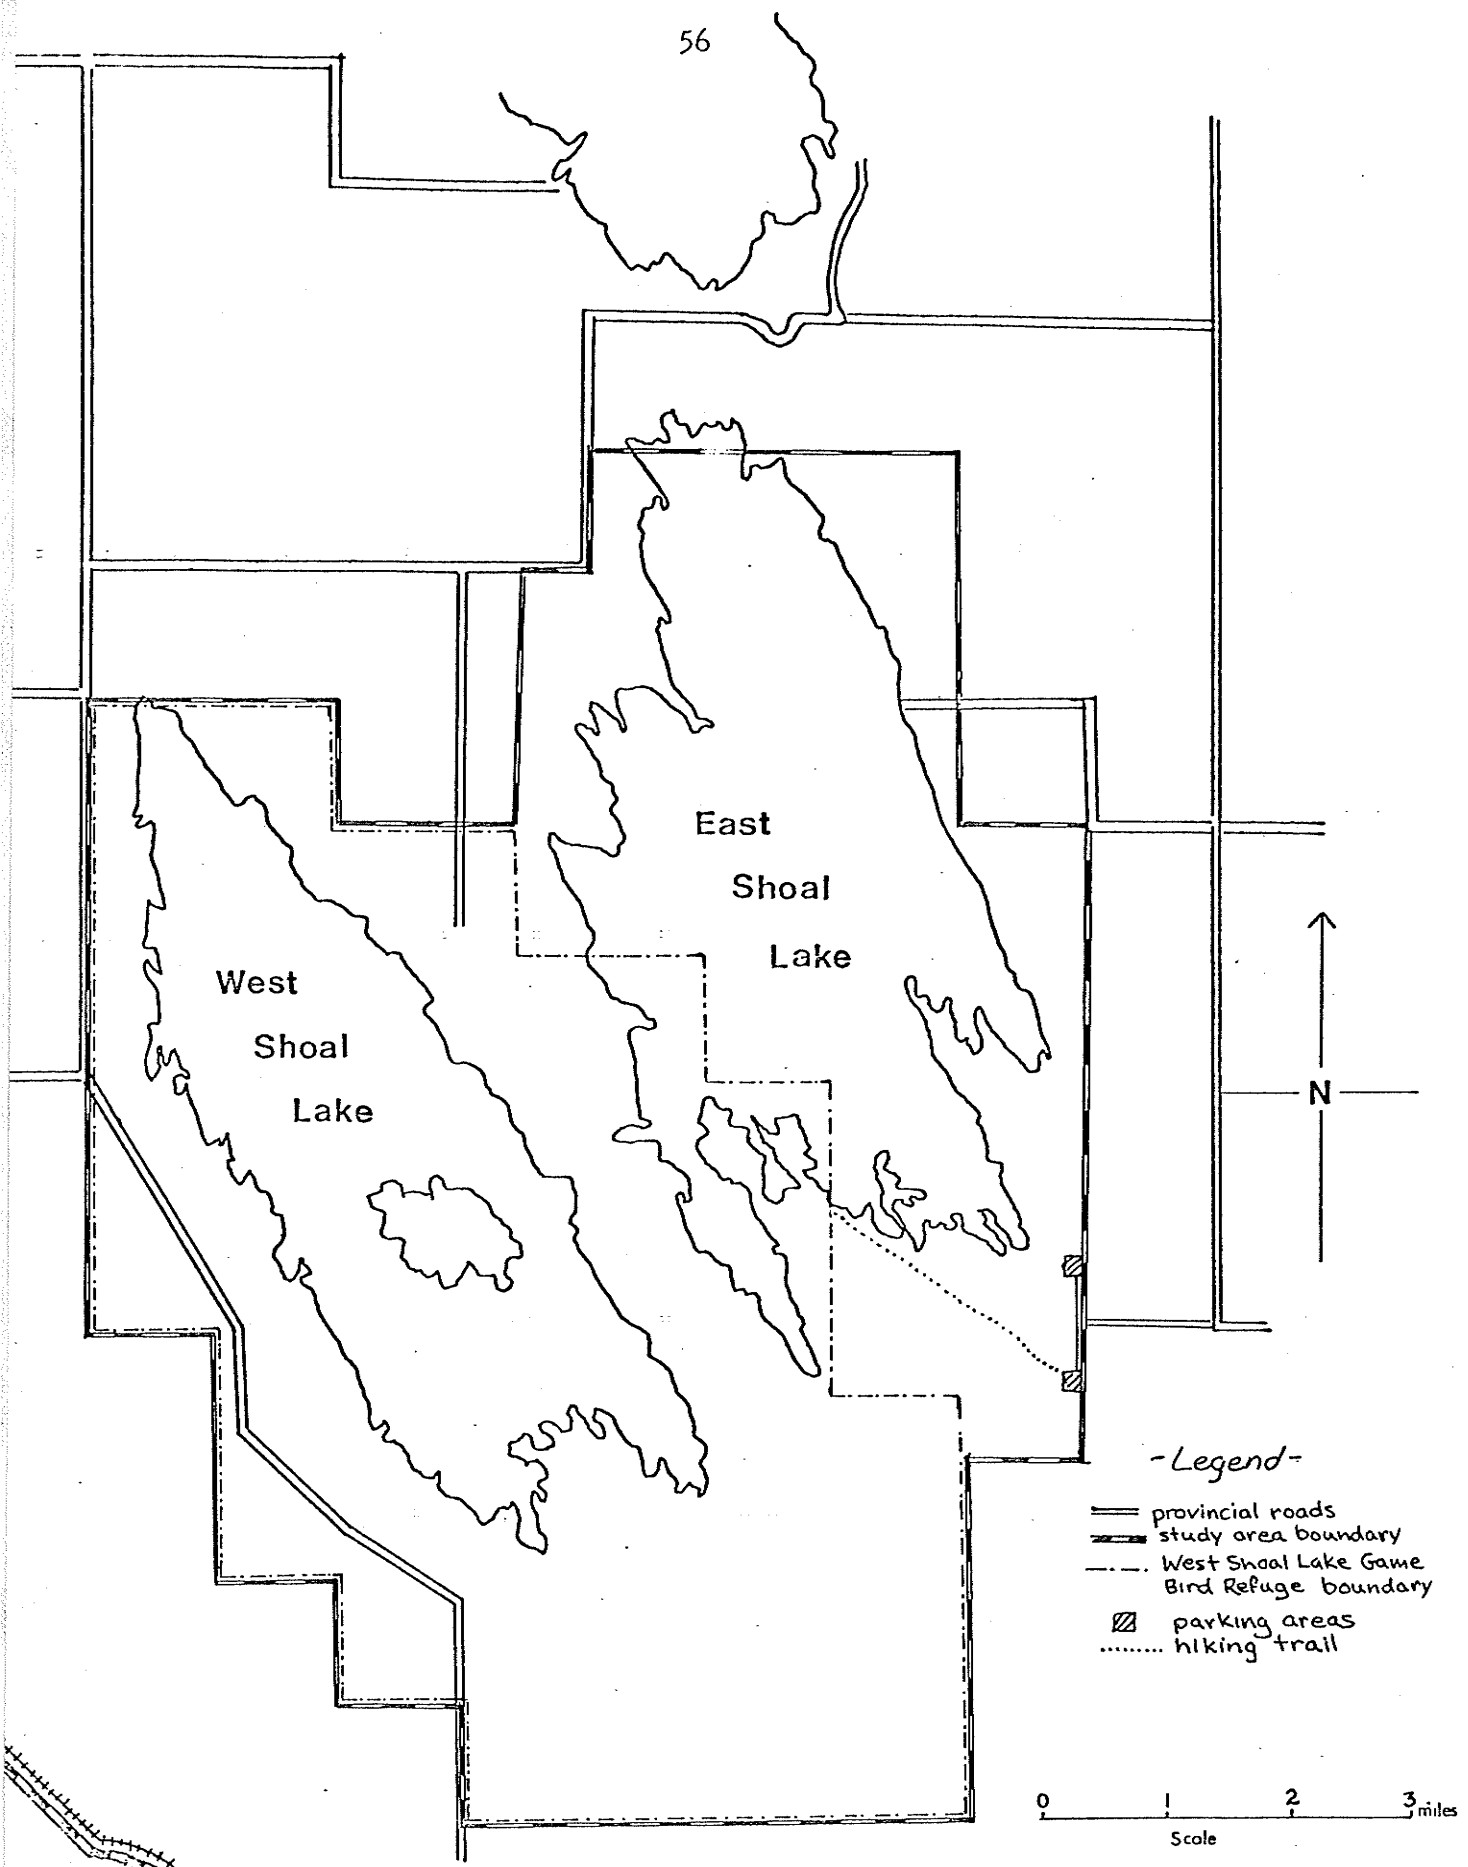 56
East
Shoal
Lake
West
Shoal
Lake
N
-Legend-
provincial roads
study area boundary
West Shoal Lake Game
Bird Refuge boundary
parking areas
hiking trail
0 1 2 3 miles
Scale